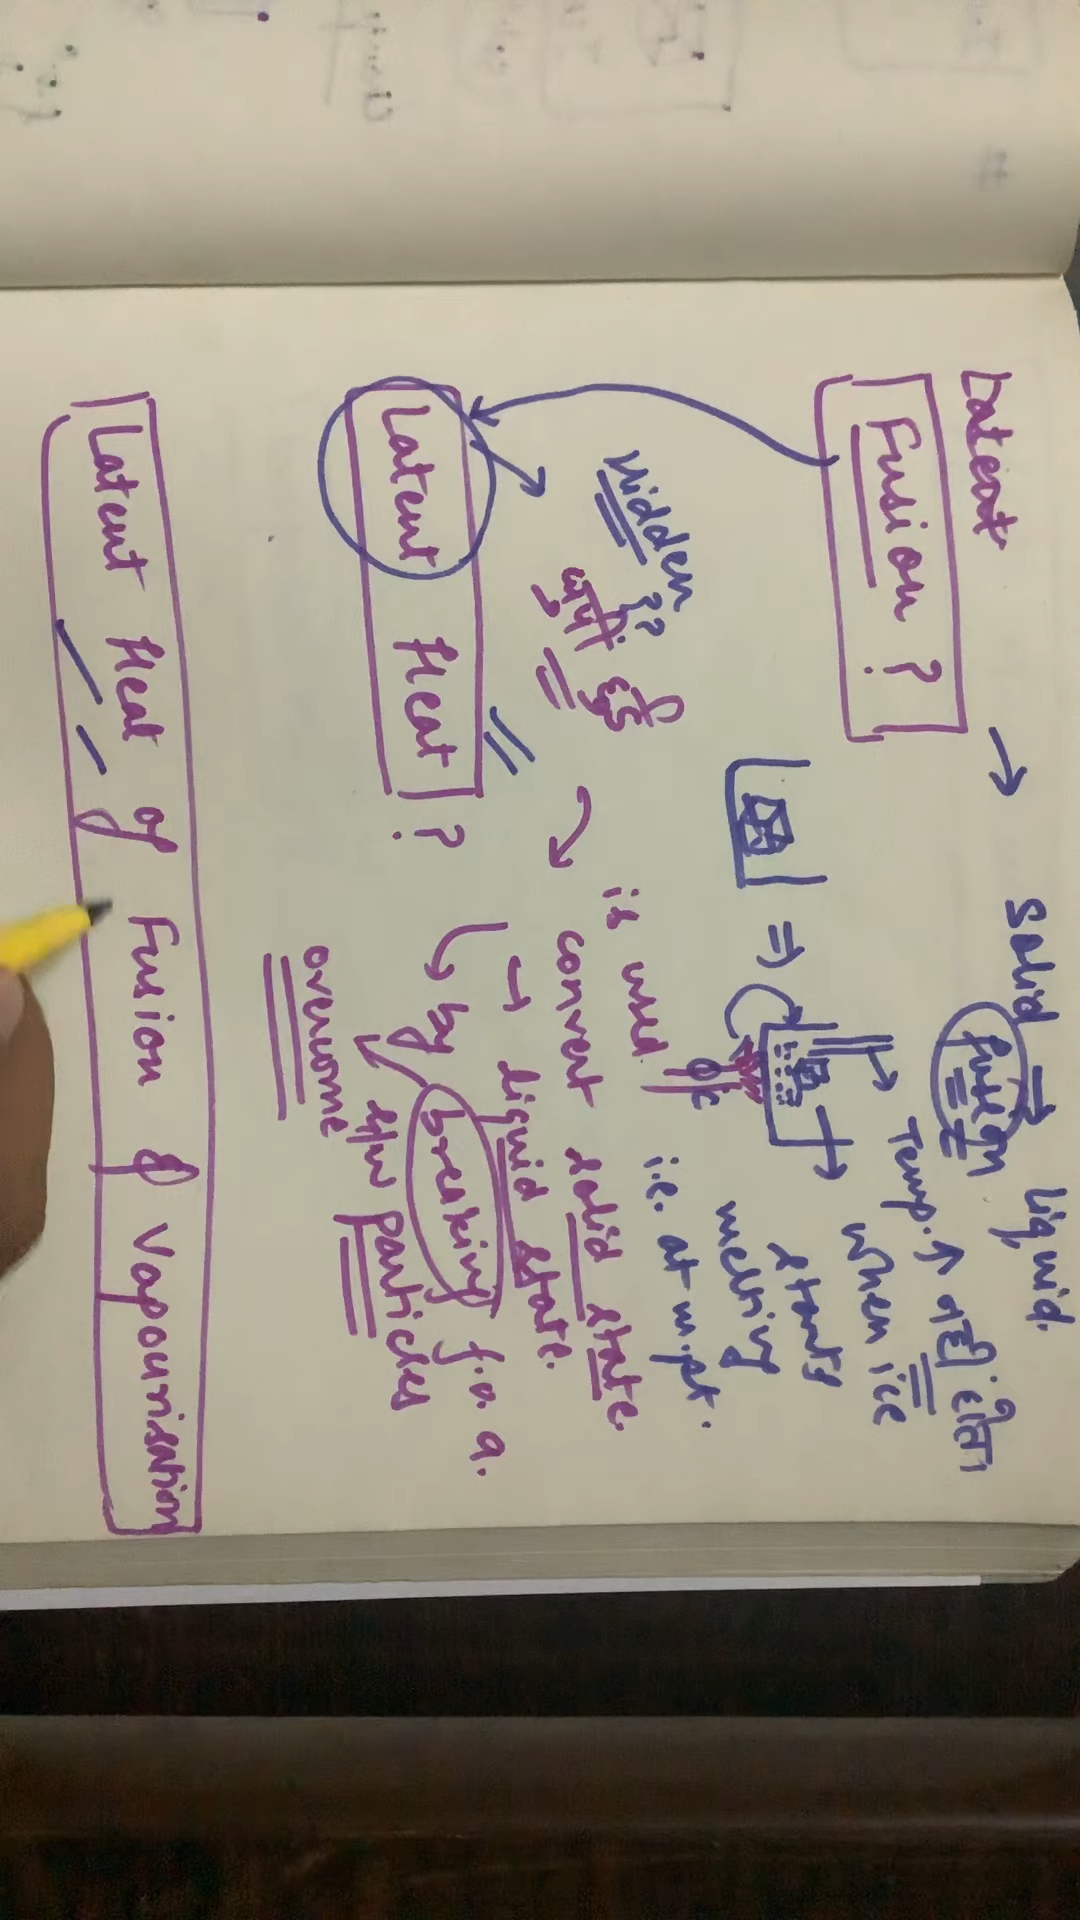 Latent
Fusion ?
→ Solid → Liquid.
fusion
Temp. ↑ नहीं होता
When ice
starts
melting
i.e. at m.pt.
Hidden ??
Latent Heat ?
is used
convert solid state
→ liquid state.
by breaking f.o.a.
b/w particles
overcome
Latent Heat of Fusion & Vapourisation